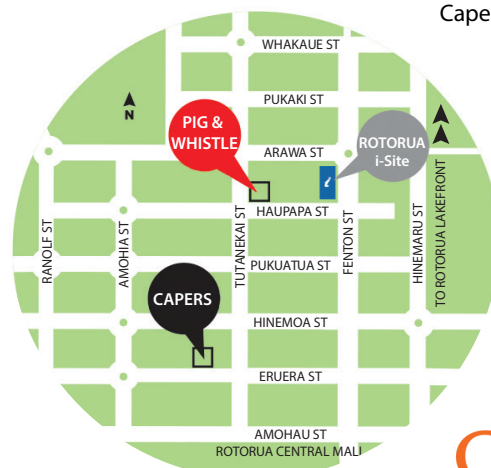 Cape
WHAKAUE ST
N
PUKAKI ST
PIG &
WHISTLE
ARAWA ST
ROTORUA
i-Site
i
HAUPAPA ST
RANOLF ST
AMOHIA ST
TUTANEKAI ST
FENTON ST
HINEMARU ST
TO ROTORUA LAKEFRONT
PUKUATUA ST
CAPERS
HINEMOA ST
ERUERA ST
AMOHAU ST
ROTORUA CENTRAL MALL